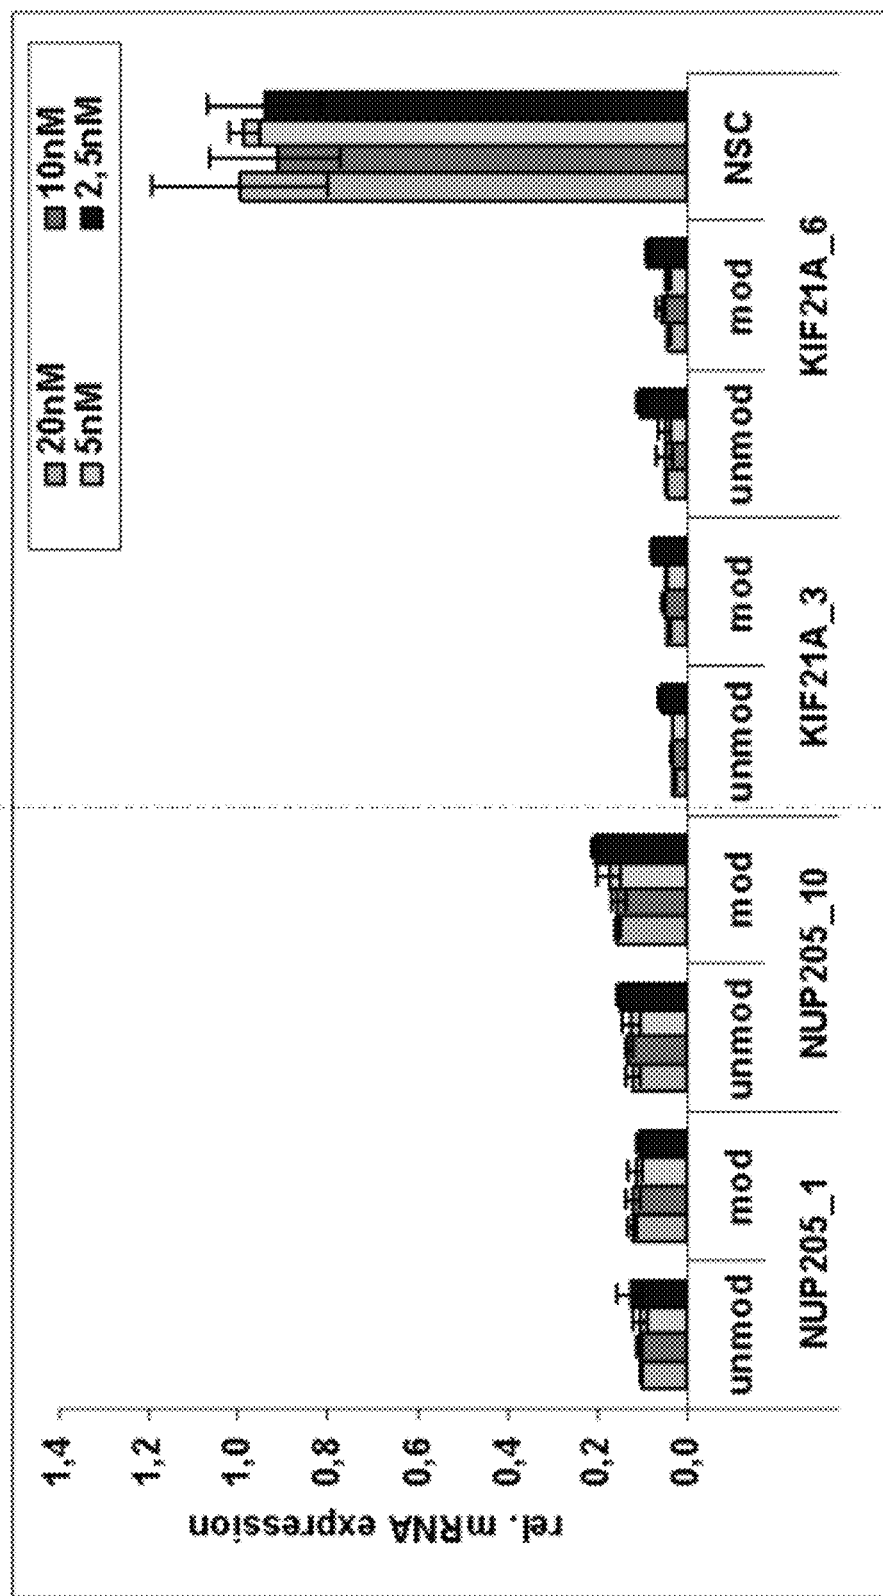 20nM 10nM
5nM 2,5nM
1,4
1,2
1,0
0,8
0,6
0,4
0,2
0,0
rel. mRNA expression
unmod mod unmod mod unmod mod unmod mod NSC
NUP205_1 NUP205_10 KIF21A_3 KIF21A_6